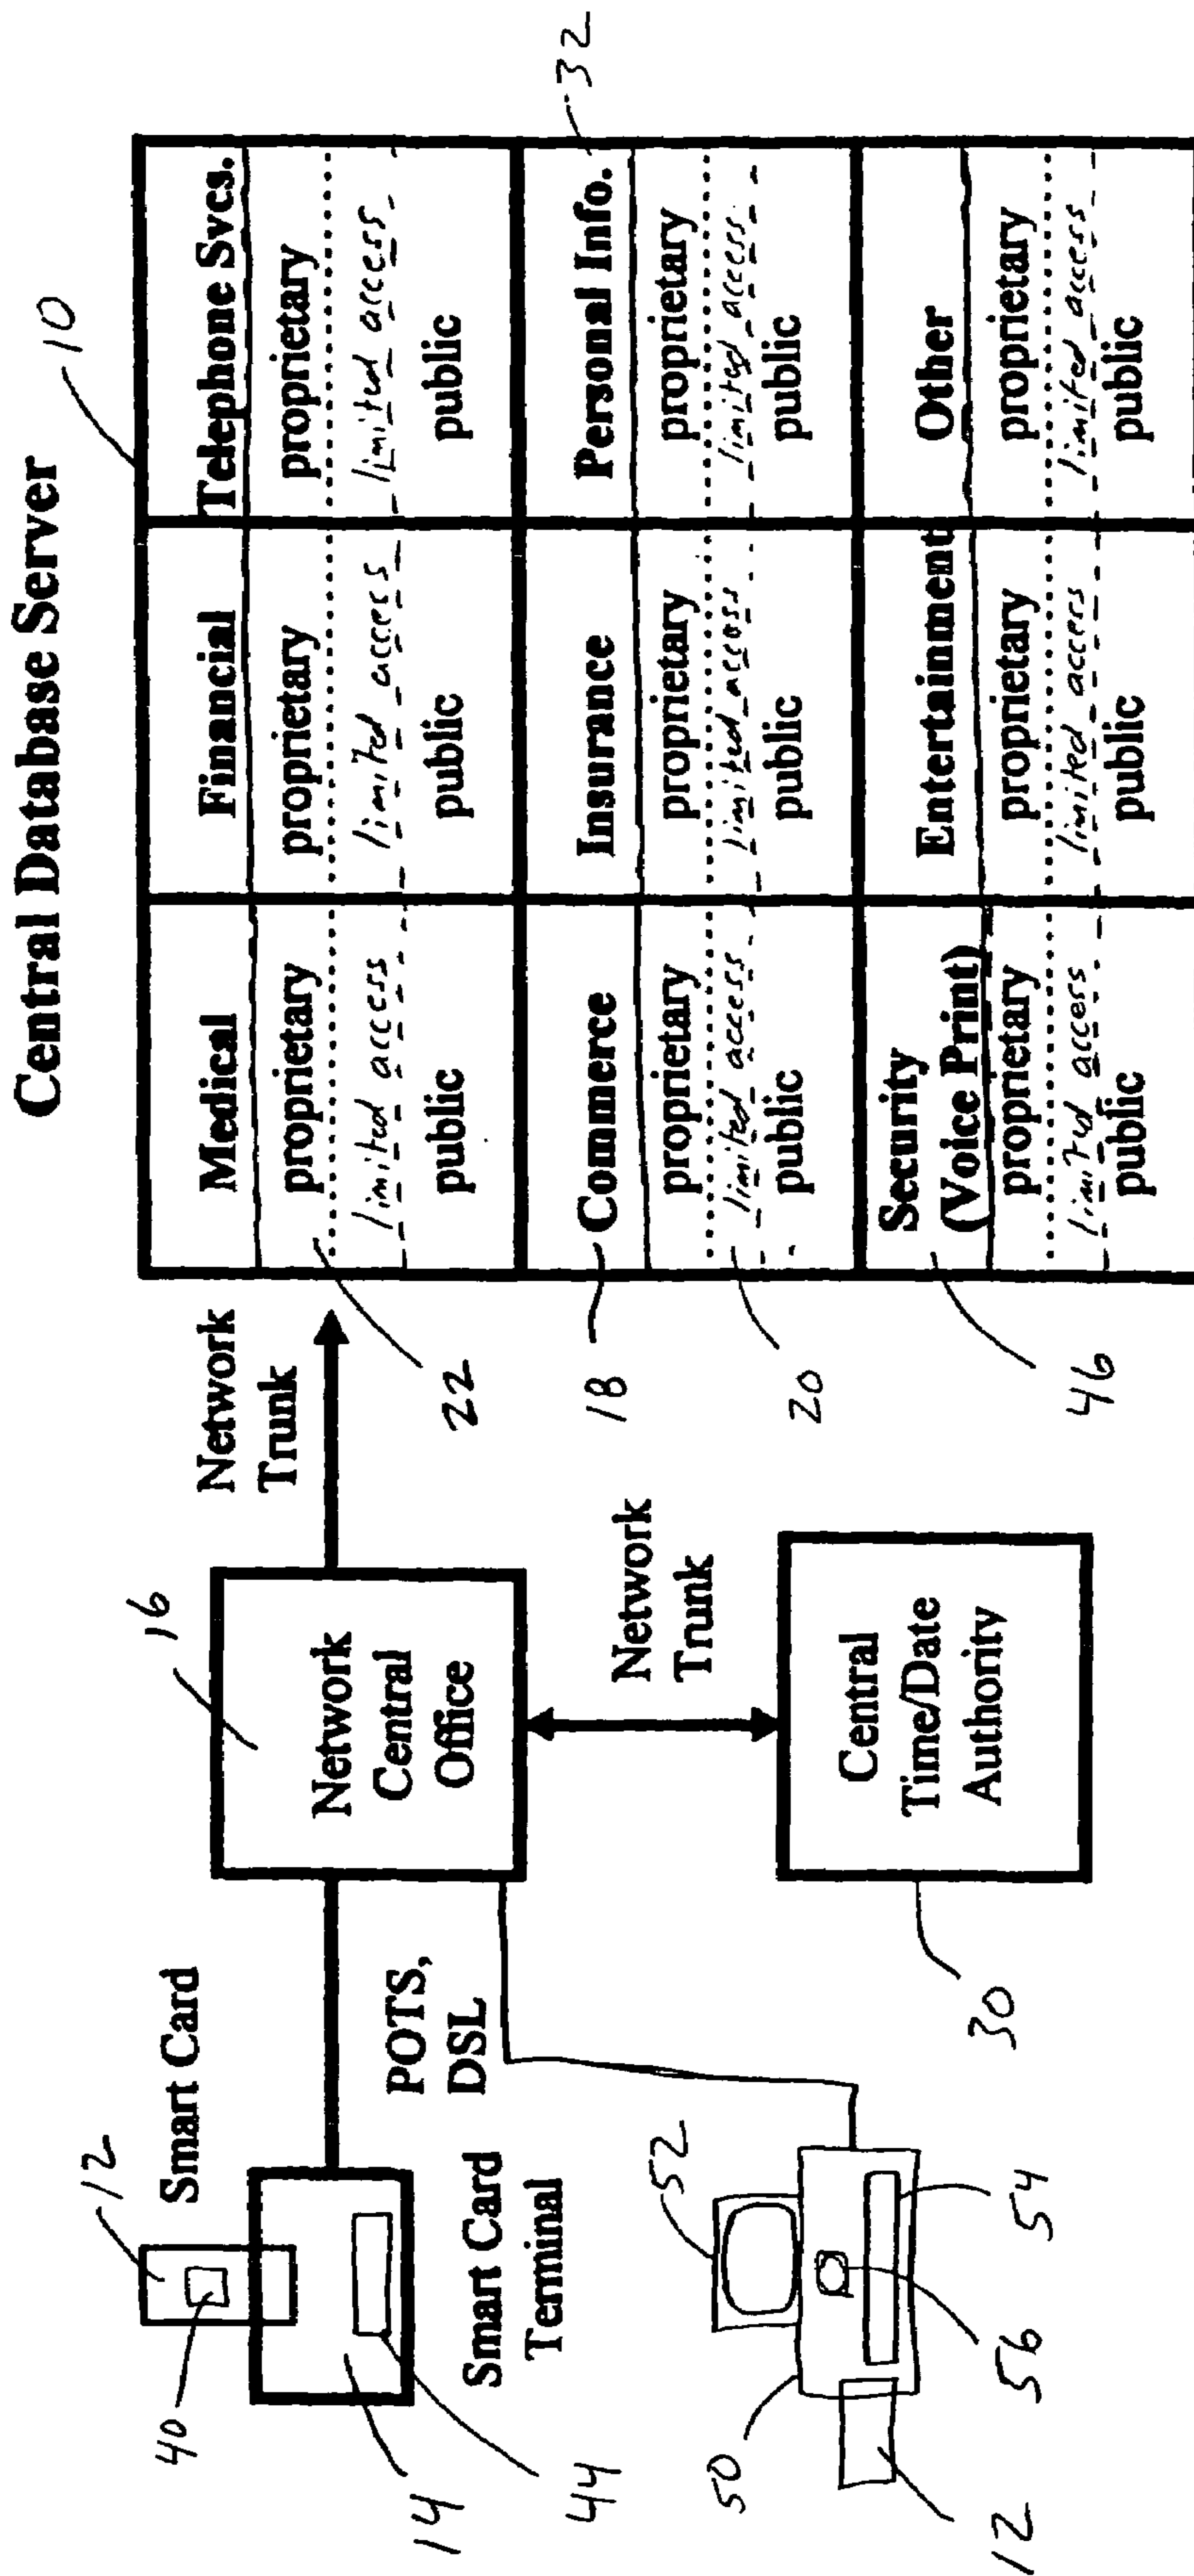 Central Database Server
10
Medical
proprietary
limited access
public
Financial
proprietary
limited access
public
Telephone Svcs.
proprietary
limited access
public
Commerce
proprietary
limited access
public
Insurance
proprietary
limited access
public
Personal Info.
proprietary
limited access
public
32
Security
(Voice Print)
proprietary
limited access
public
Entertainment
proprietary
limited access
public
Other
proprietary
limited access
public
22
18
20
46
Network
Trunk
16
Network
Central
Office
Network
Trunk
Central
Time/Date
Authority
30
POTS,
DSL
Smart Card
12
40
14
44
Smart Card
Terminal
50
52
54
56
12